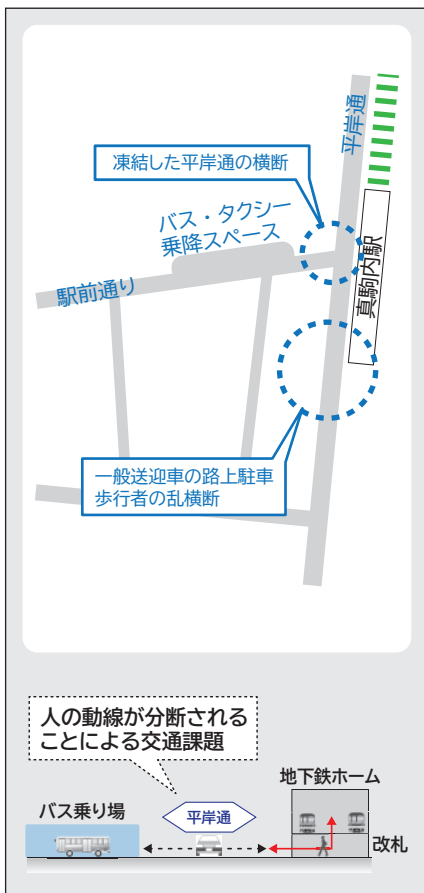 平岸通
凍結した平岸通の横断
バス・タクシー
乗降スペース
駅前通り
真駒内駅
一般送迎車の路上駐車
歩行者の乱横断
人の動線が分断される
ことによる交通課題
地下鉄ホーム
バス乗り場
平岸通
改札